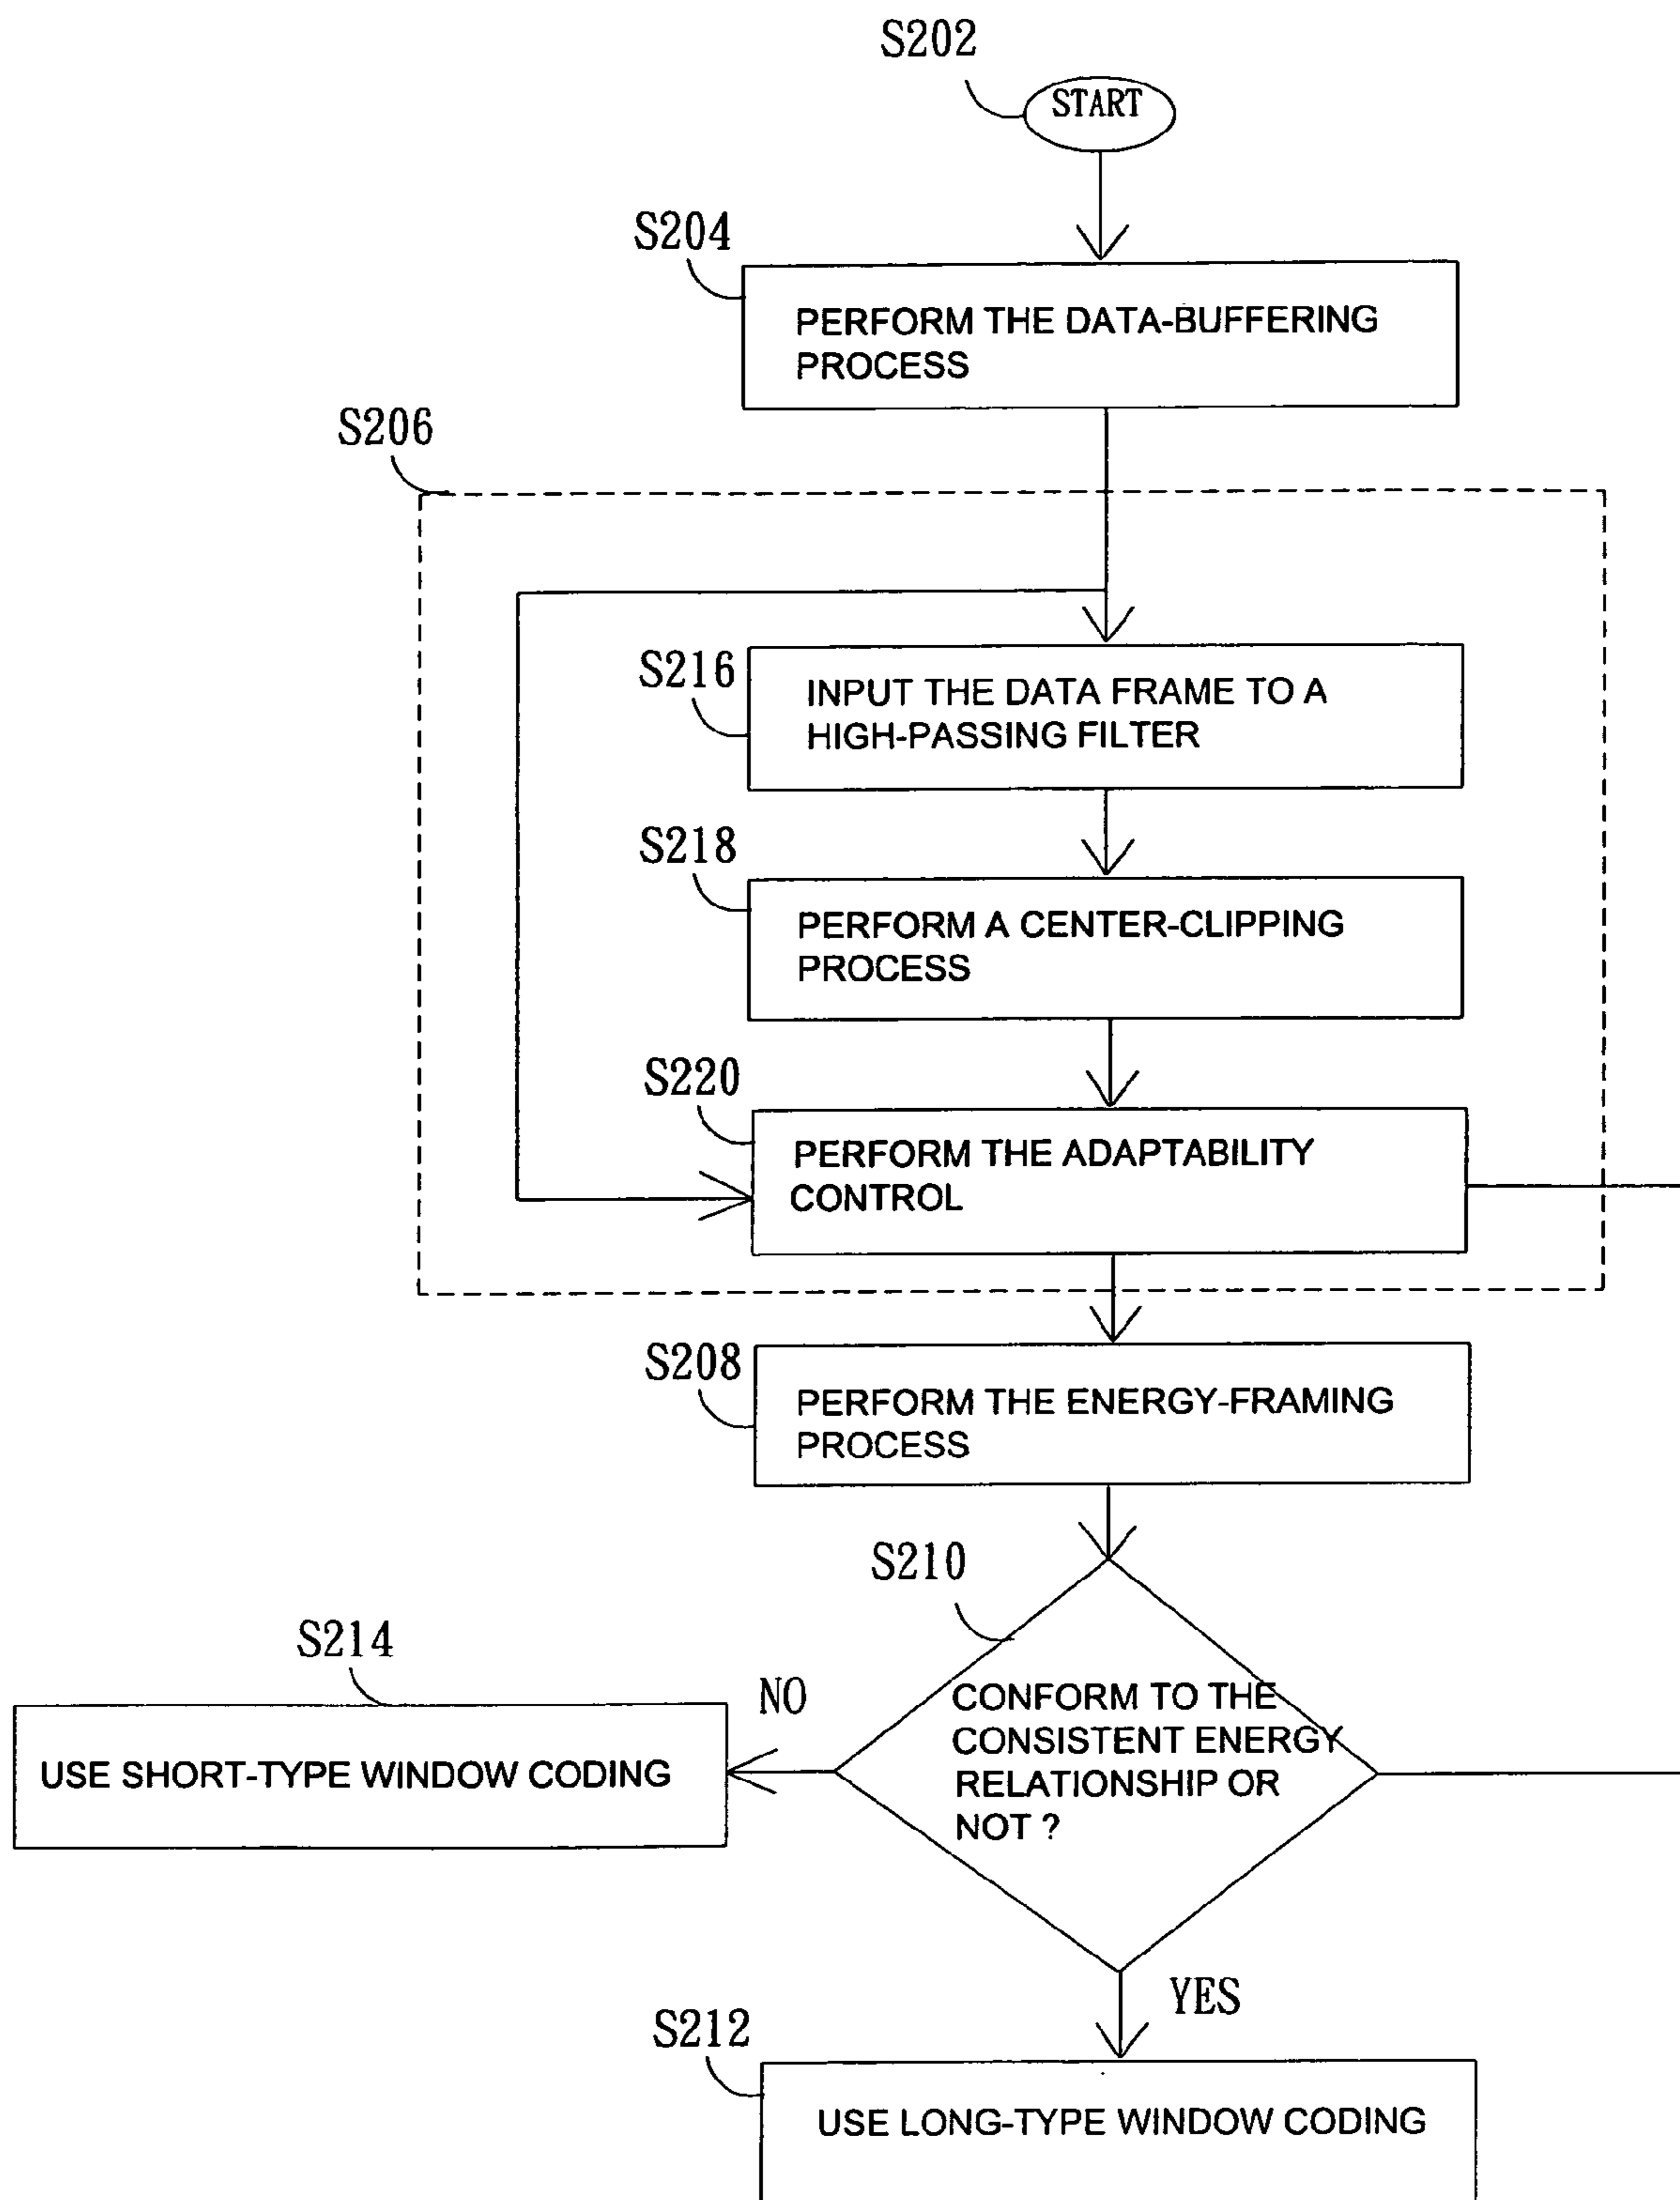 S202
START
S204
PERFORM THE DATA-BUFFERING
PROCESS
S206
S216
INPUT THE DATA FRAME TO A
HIGH-PASSING FILTER
S218
PERFORM A CENTER-CLIPPING
PROCESS
S220
PERFORM THE ADAPTABILITY
CONTROL
S208
PERFORM THE ENERGY-FRAMING
PROCESS
S210
CONFORM TO THE
CONSISTENT ENERGY
RELATIONSHIP OR
NOT ?
NO
S214
USE SHORT-TYPE WINDOW CODING
YES
S212
USE LONG-TYPE WINDOW CODING